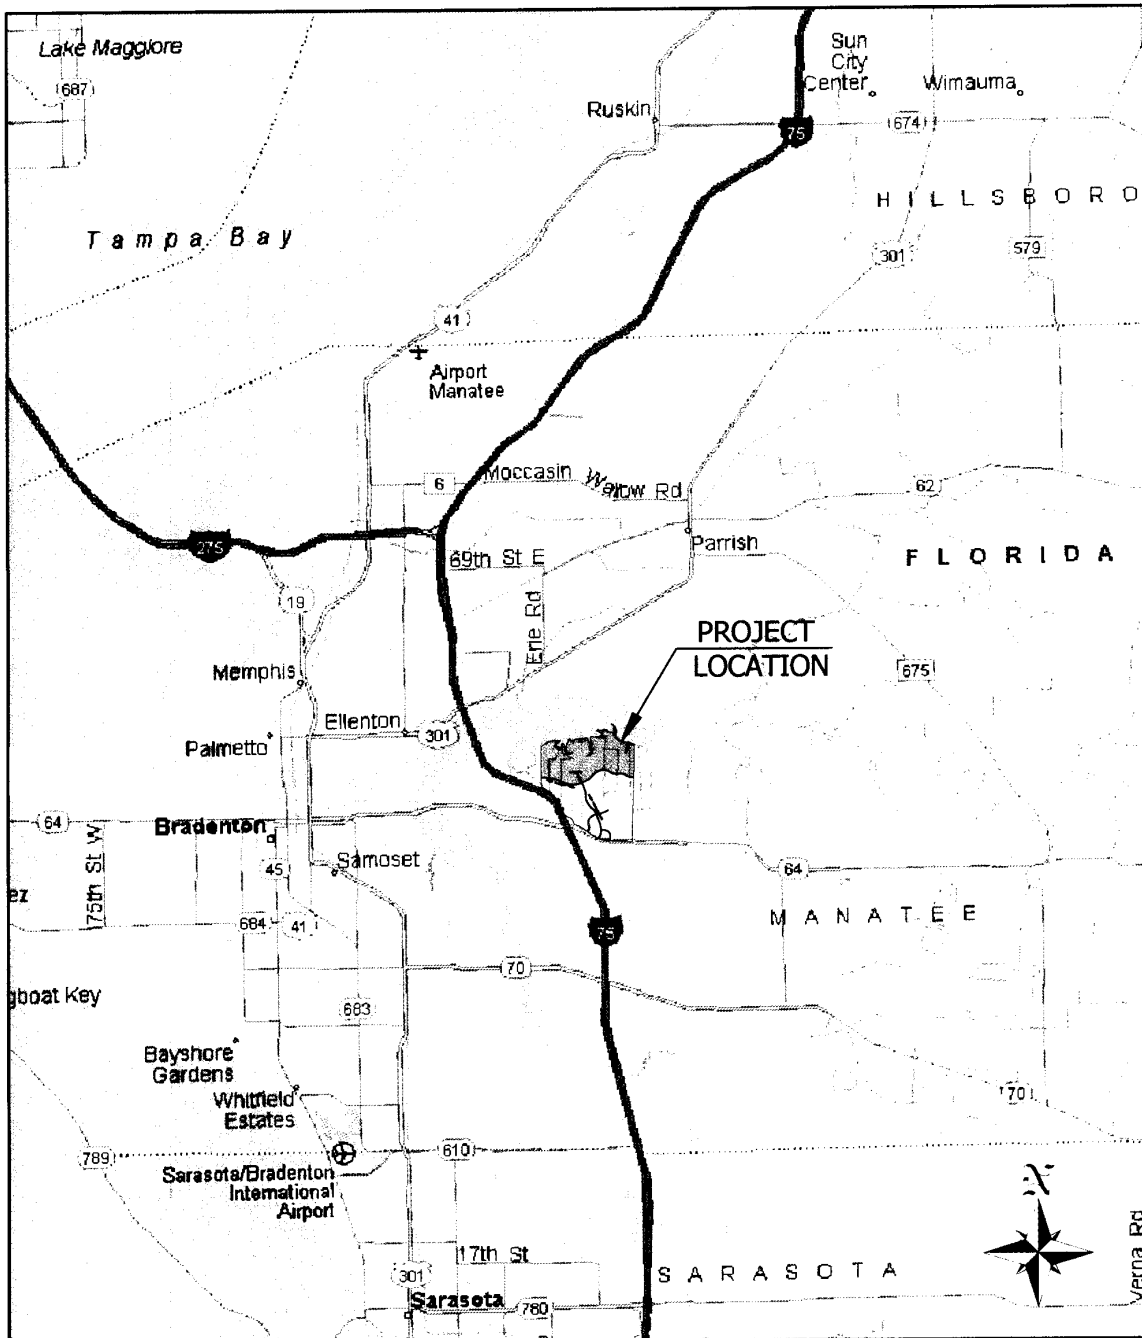 Lake Maggiore
687
Sun
City
Center
Wimauma
Ruskin
75
674
HILLSBORO
Tampa Bay
301
579
41
Airport
Manatee
6
Moccasin
Wallow Rd
62
275
69th St E
Parrish
FLORIDA
19
Erie Rd
PROJECT
LOCATION
Memphis
675
Ellenton
301
Palmetto
64
Bradenton
75th St W
45
Samoset
64
ez
684
41
75
MANATEE
70
gboat Key
683
Bayshore
Gardens
Whitfield
Estates
70
789
610
Sarasota/Bradenton
International
Airport
N
Verna Rd
17th St
301
SARASOTA
Sarasota
780